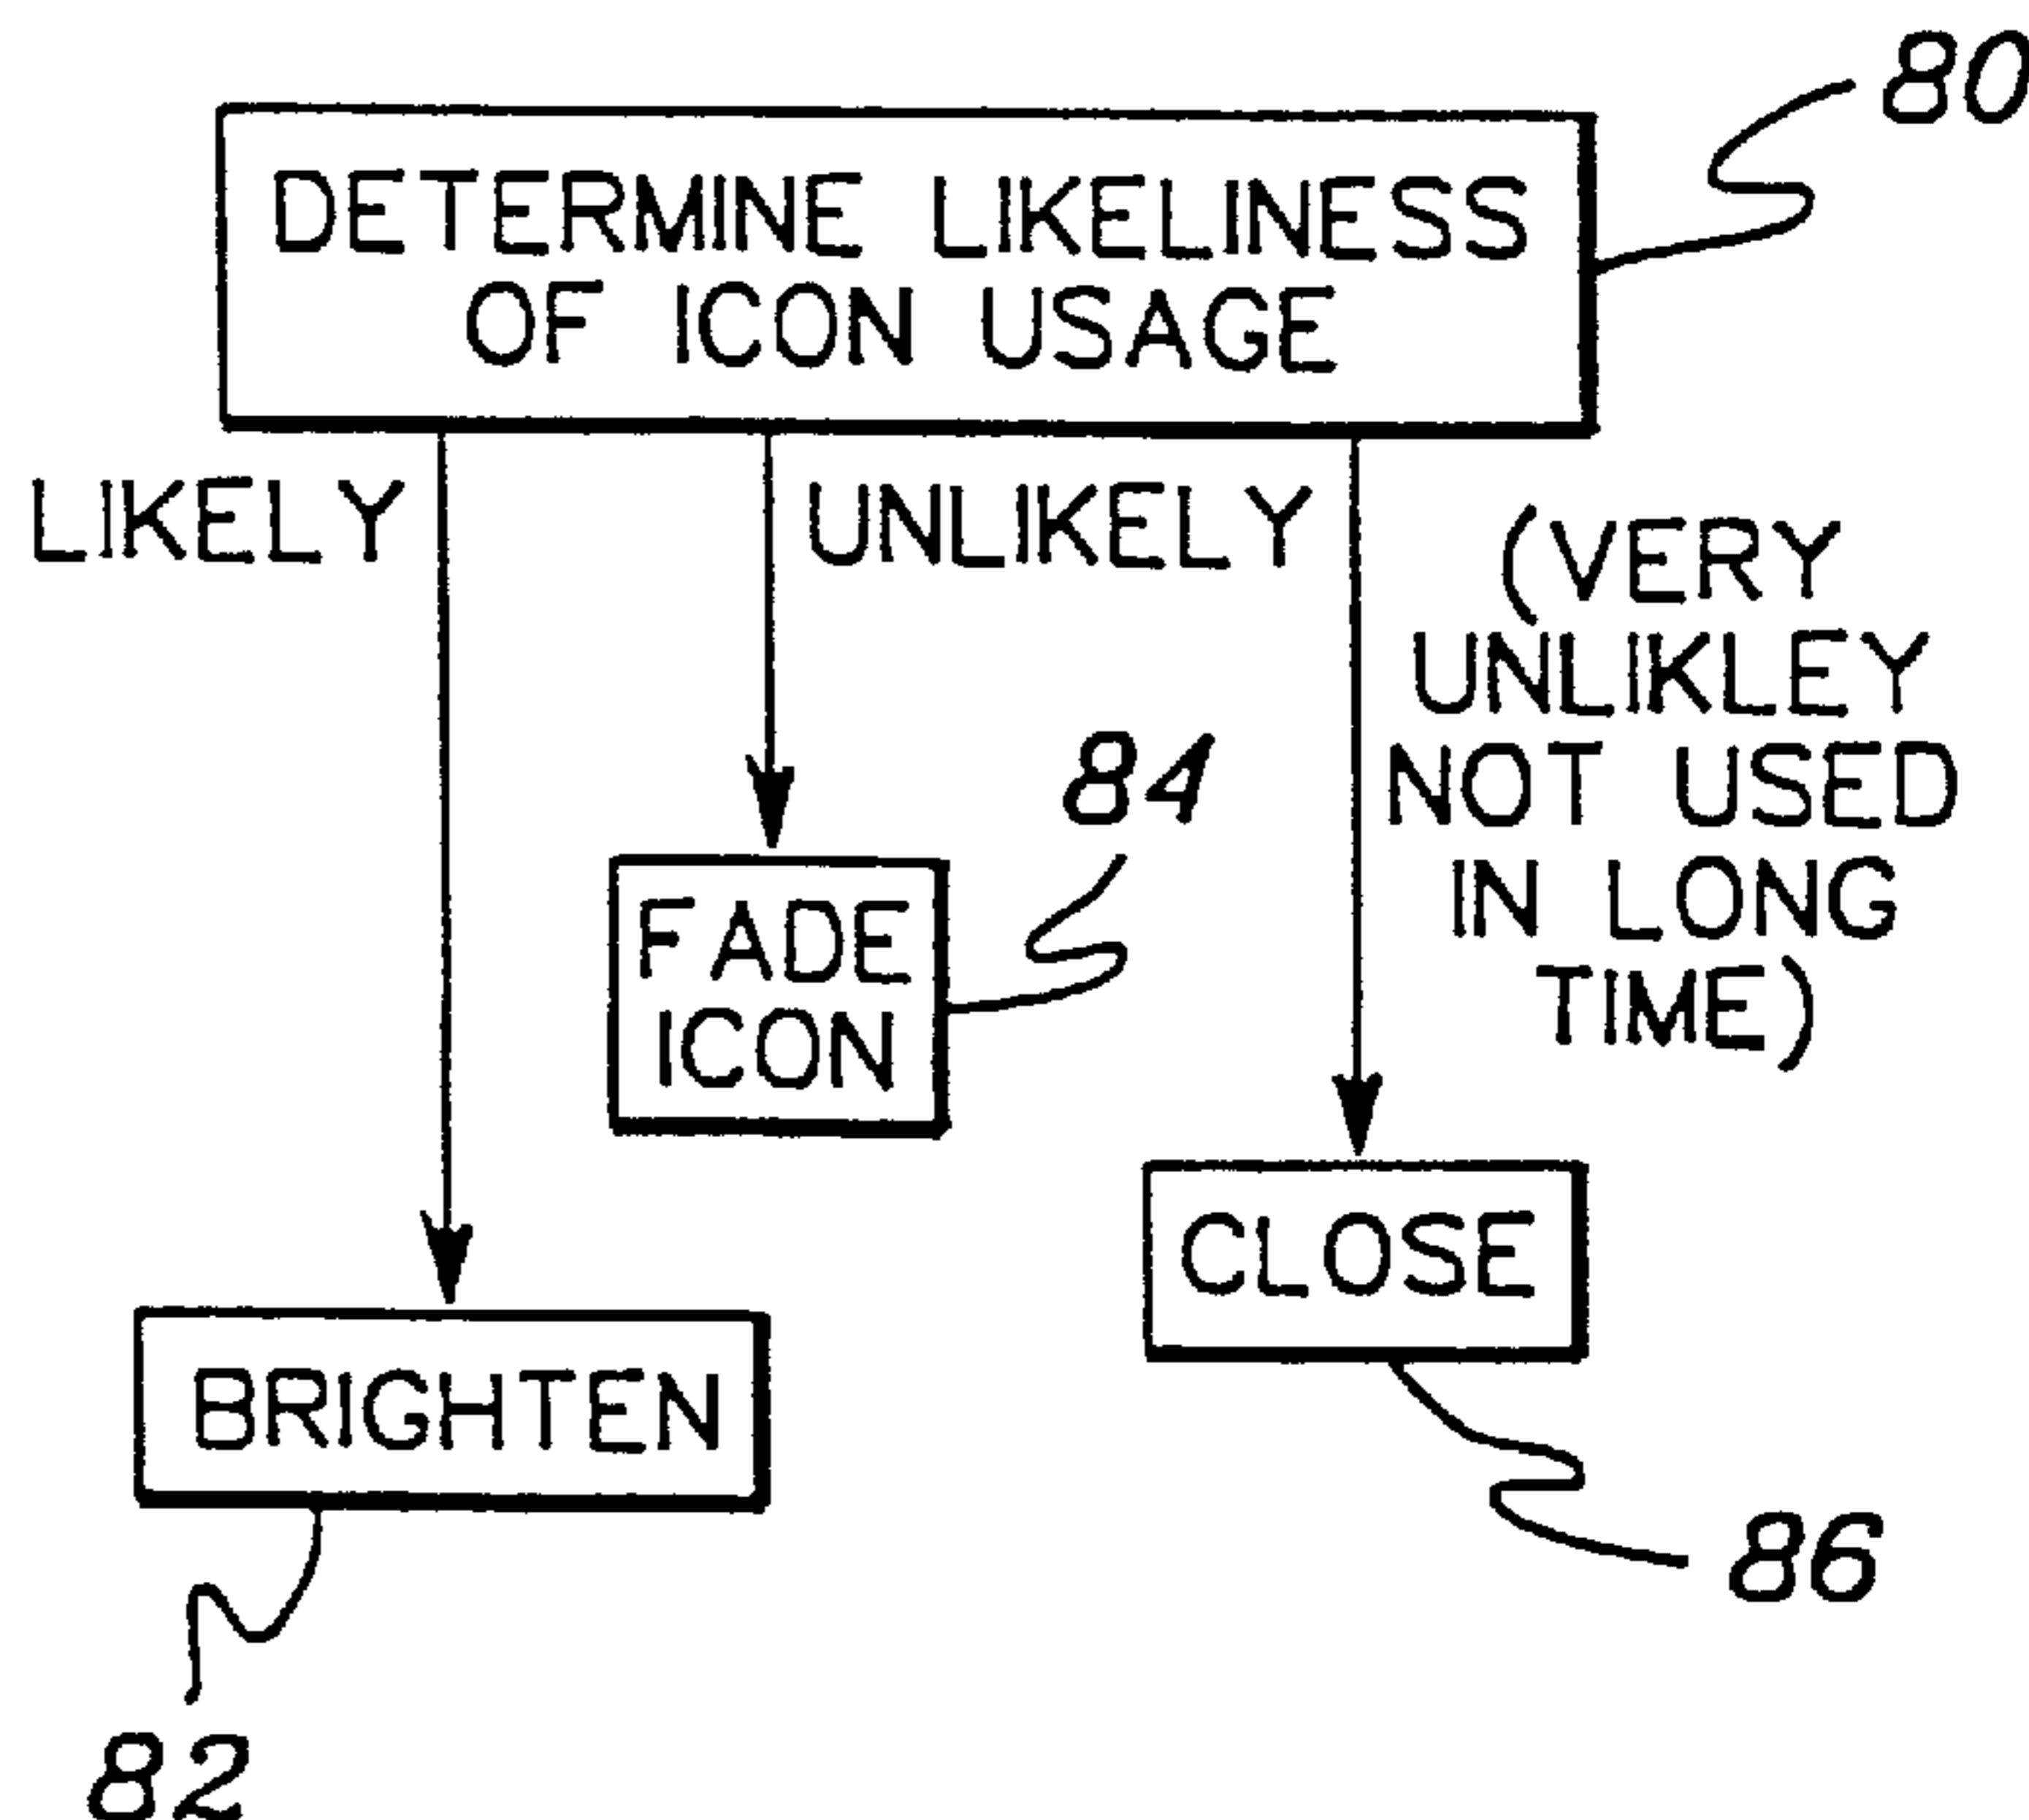 80
DETERMINE LIKELINESS
OF ICON USAGE
LIKELY
UNLIKELY
(VERY
UNLIKLEY
NOT USED
IN LONG
TIME)
84
FADE
ICON
CLOSE
BRIGHTEN
86
82